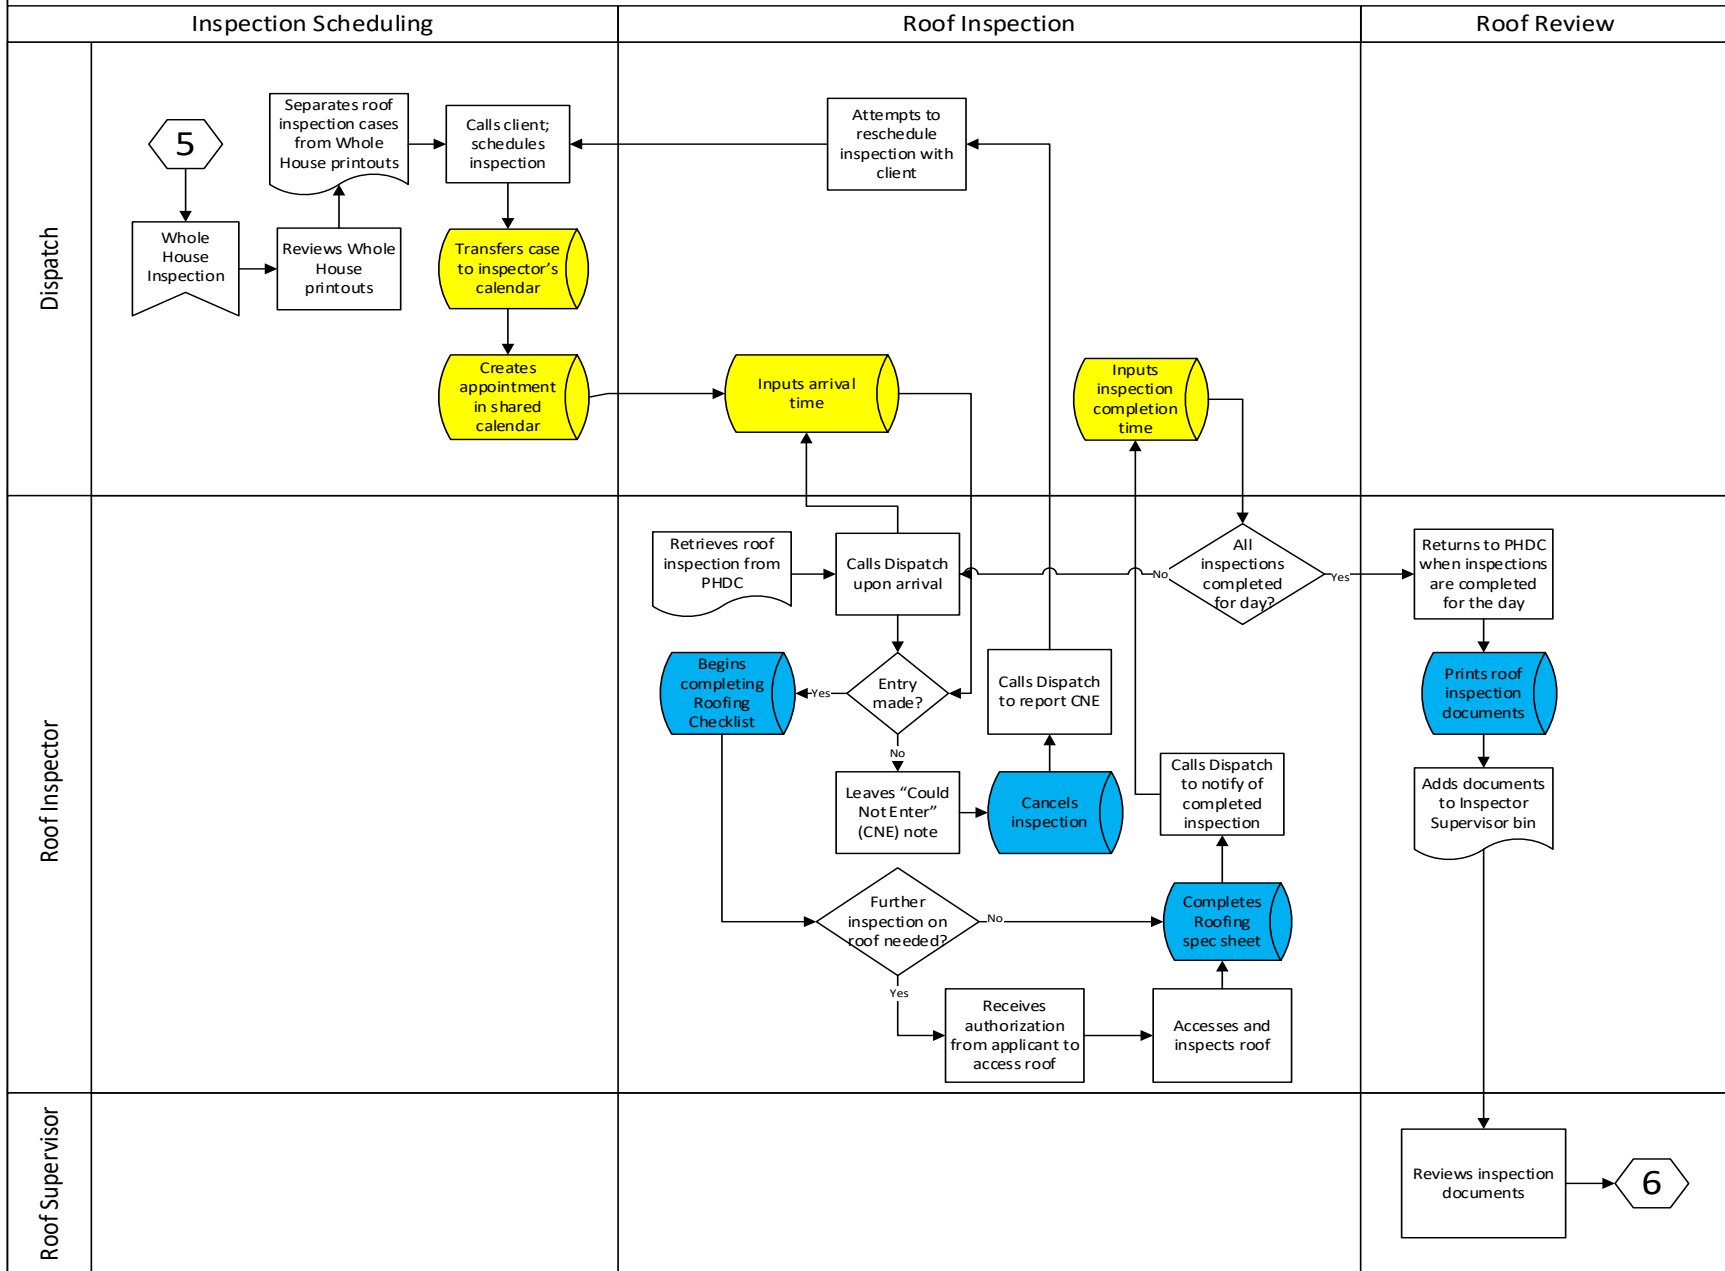 Inspection Scheduling
Roof Inspection
Roof Review
Dispatch
5
Whole
House
Inspection
Reviews Whole
House
printouts
Separates roof
inspection cases
from Whole
House printouts
Calls client;
schedules
inspection
Transfers case
to inspector’s
calendar
Creates
appointment
in shared
calendar
Attempts to
reschedule
inspection with
client
Inputs arrival
time
Inputs
inspection
completion
time
Roof Inspector
Retrieves roof
inspection from
PHDC
Calls Dispatch
upon arrival
No
All
inspections
completed
for day?
Yes
Returns to PHDC
when inspections
are completed
for the day
Begins
completing
Roofing
Checklist
Yes
Entry
made?
No
Calls Dispatch
to report CNE
Prints roof
inspection
documents
Leaves “Could
Not Enter”
(CNE) note
Cancels
inspection
Calls Dispatch
to notify of
completed
inspection
Adds documents
to Inspector
Supervisor bin
Further
inspection on
roof needed?
No
Yes
Completes
Roofing
spec sheet
Receives
authorization
from applicant to
access roof
Accesses and
inspects roof
Roof Supervisor
Reviews inspection
documents
6